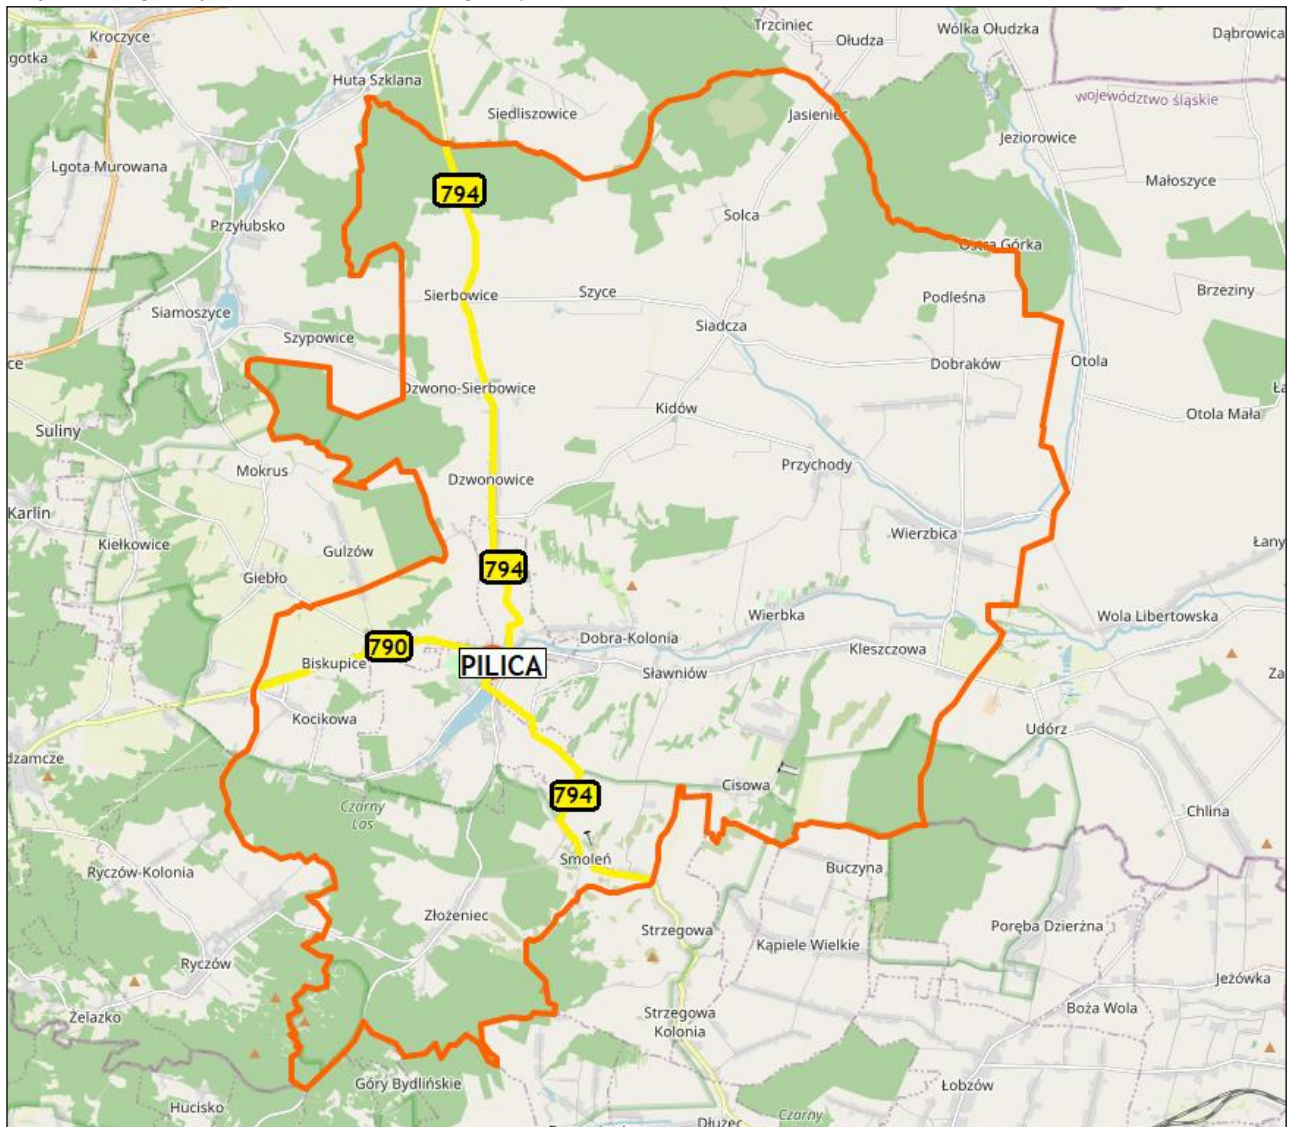 Kroczyce
Trzciniec
Ołudza
Wólka Ołudzka
Dąbrowica
gotka
Huta Szklana
Siedliszowice
Jasieniec
województwo śląskie
Jeziorowice
Lgota Murowana
Małoszyce
794
Przyłubsko
Solca
Ostra Górka
Sierbowice
Szyce
Podleśna
Brzeziny
Siamoszyce
Szypowice
Siadcza
ce
Dobraków
Otola
Dzwono-Sierbowice
Kidów
Otola Mała
Suliny
Mokrus
Dzwonowice
Przychody
Karlin
Kiełkowice
Gulzów
Wierzbica
Łany
Giebło
794
Wierbka
Wola Libertowska
790
Dobra-Kolonia
Kleszczowa
Biskupice
PILICA
Sławniów
Za
Kocikowa
Udórz
dzamcze
Cisowa
794
Czarny
Las
Chlina
Smoleń
Ryczów-Kolonia
Buczyna
Złożeniec
Strzegowa
Poręba Dzierżna
Kąpiele Wielkie
Ryczów
Jeżówka
Żelazko
Strzegowa
Kolonia
Boża Wola
Góry Bydlińskie
Łobzów
Hucisko
Czarny
Dłużec